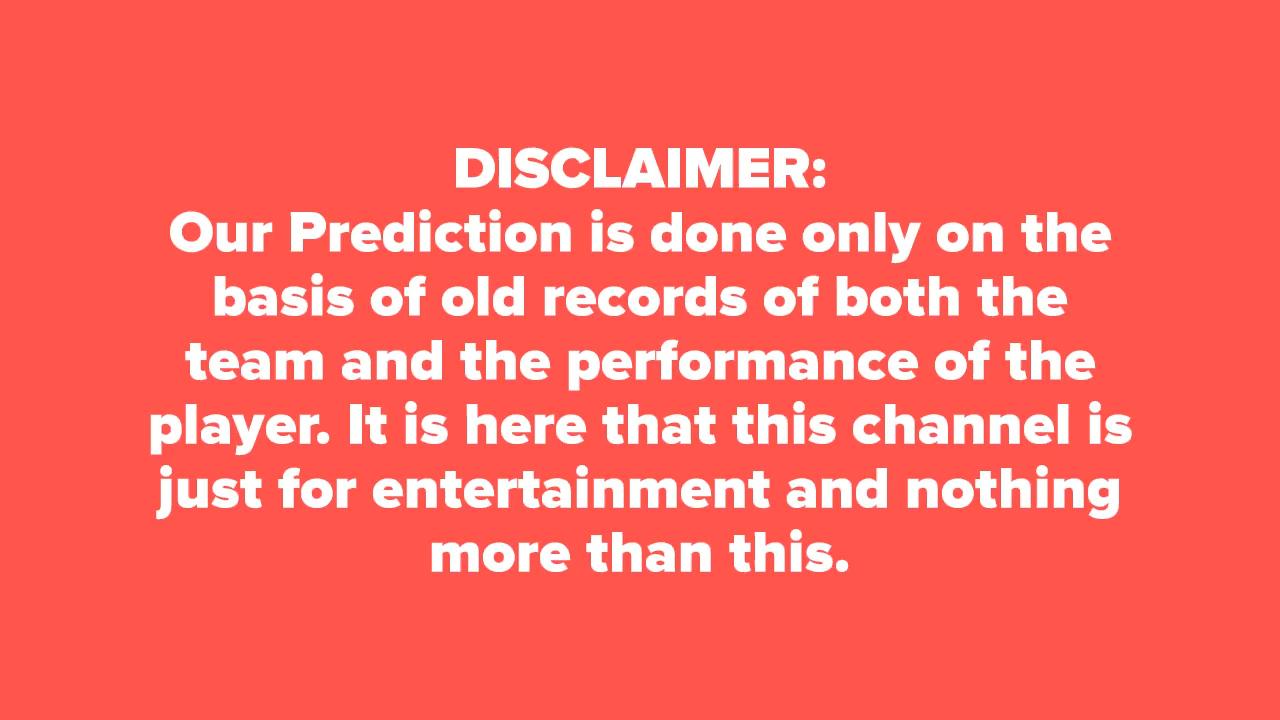 DISCLAIMER:
Our Prediction is done only on the
basis of old records of both the
team and the performance of the
player. It is here that this channel is
just for entertainment and nothing
more than this.